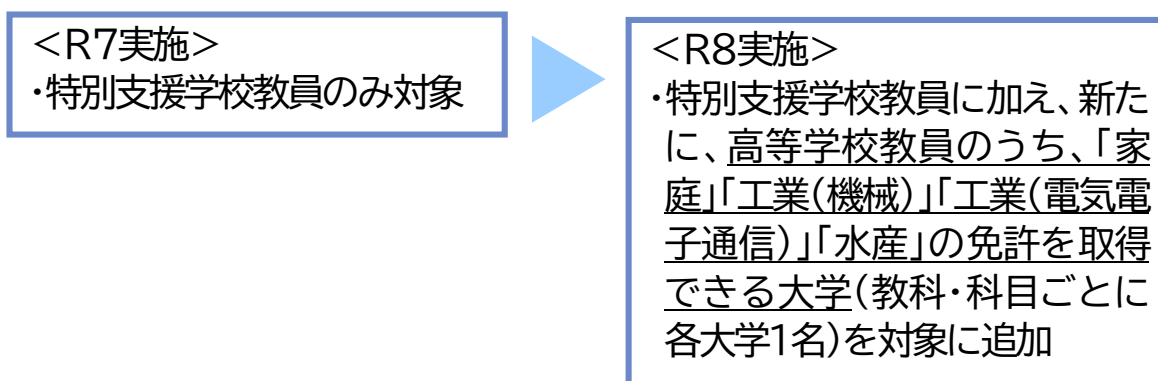 ＜R7実施＞
・特別支援学校教員のみ対象
＜R8実施＞
・特別支援学校教員に加え、新た
に、高等学校教員のうち、「家
庭」「工業(機械)」「工業(電気電
子通信)」「水産」の免許を取得
できる大学(教科・科目ごとに
各大学1名)を対象に追加